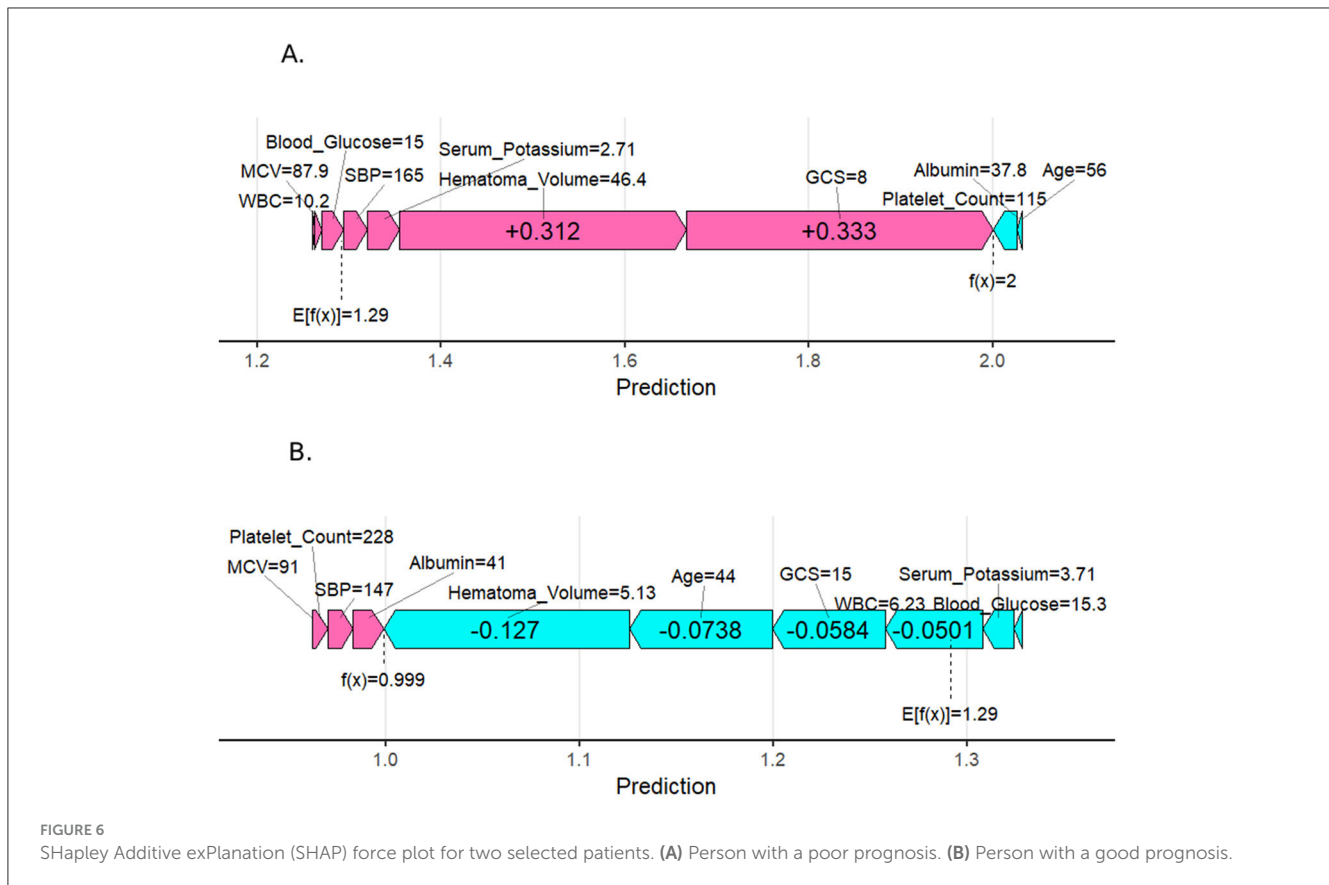 A.
Blood_Glucose=15
Serum_Potassium=2.71
MCV=87.9
SBP=165
Hematoma_Volume=46.4
GCS=8
Albumin=37.8
Age=56
WBC=10.2
Platelet_Count=115
+0.312
+0.333
f(x)=2
E[f(x)]=1.29
1.2 1.4 1.6 1.8 2.0
Prediction
B.
Platelet_Count=228
MCV=91
SBP=147
Albumin=41
Hematoma_Volume=5.13
Age=44
GCS=15
Serum_Potassium=3.71
WBC=6.23 Blood_Glucose=15.3
-0.127 -0.0738 -0.0584 -0.0501
f(x)=0.999
E[f(x)]=1.29
1.0 1.1 1.2 1.3
Prediction
FIGURE 6
SHapley Additive exPlanation (SHAP) force plot for two selected patients. (A) Person with a poor prognosis. (B) Person with a good prognosis.